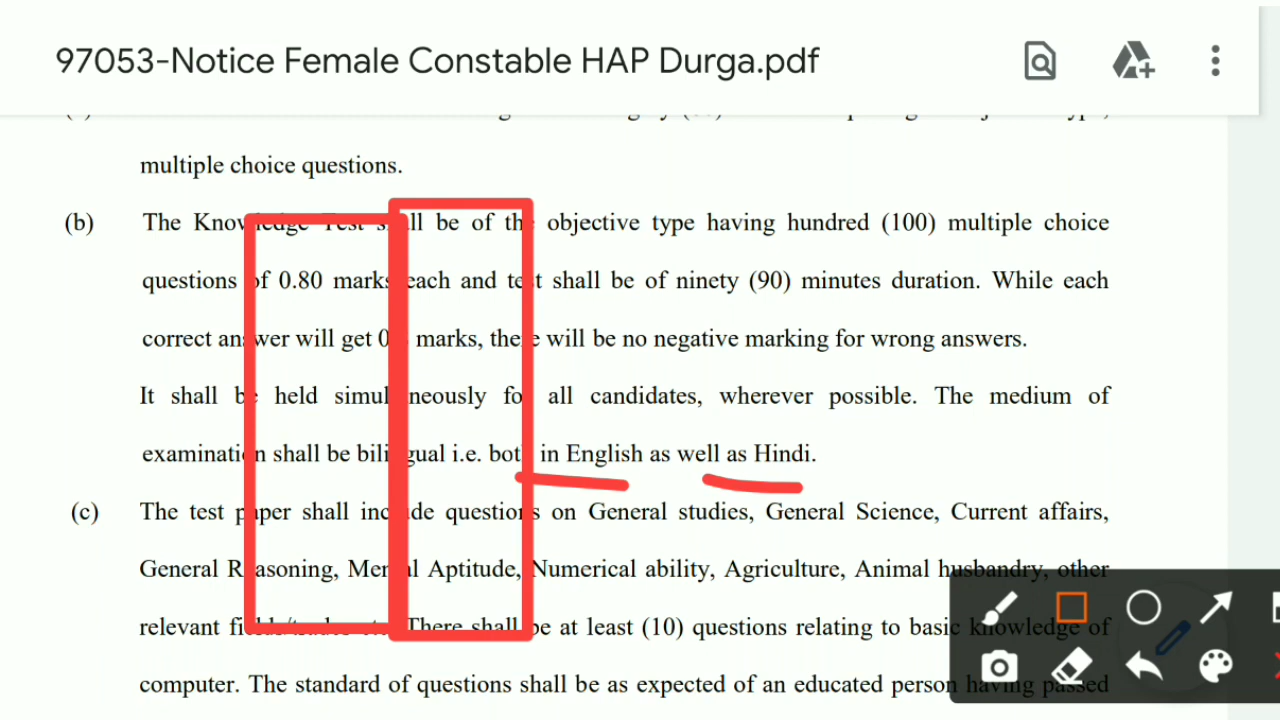 97053-Notice Female Constable HAP Durga.pdf
multiple choice questions.
(b) The Knowledge Test shall be of the objective type having hundred (100) multiple choice
questions of 0.80 marks each and test shall be of ninety (90) minutes duration. While each
correct answer will get 0.8 marks, there will be no negative marking for wrong answers.
It shall be held simultaneously for all candidates, wherever possible. The medium of
examination shall be bilingual i.e. both in English as well as Hindi.
(c) The test paper shall include questions on General studies, General Science, Current affairs,
General Reasoning, Mental Aptitude, Numerical ability, Agriculture, Animal husbandry, other
relevant fields/trades etc. There shall be at least (10) questions relating to basic knowledge of
computer. The standard of questions shall be as expected of an educated person having passed